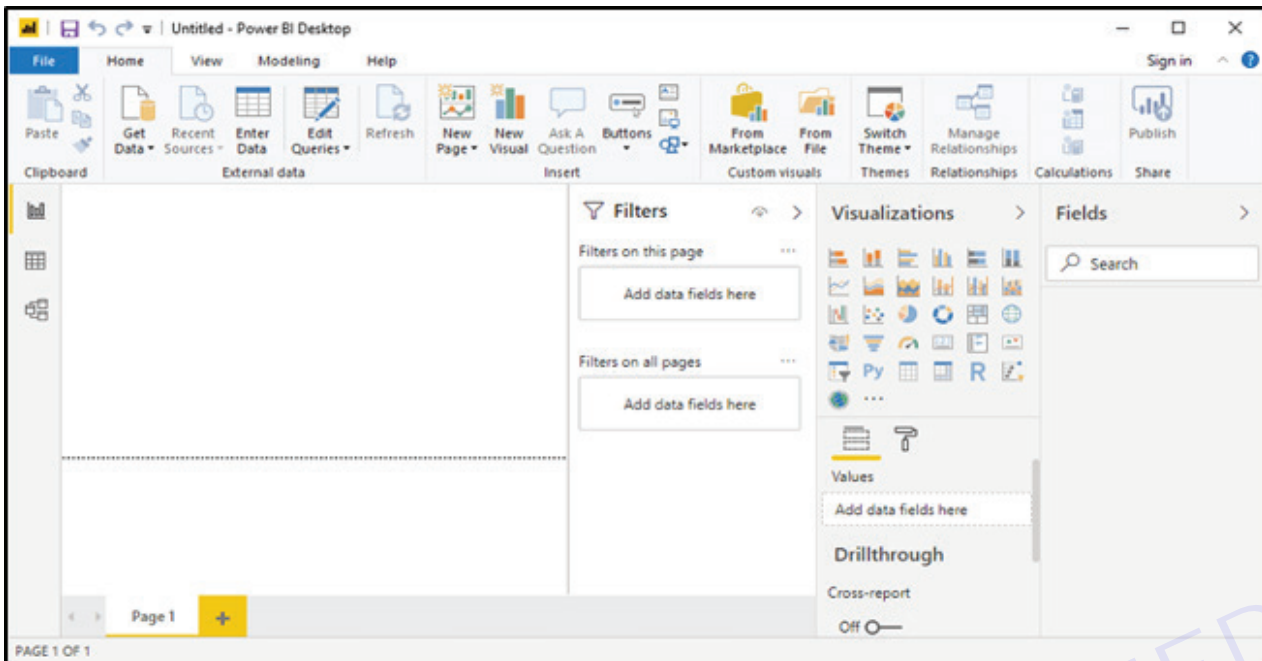 Untitled - Power BI Desktop
File Home View Modeling Help Sign in
Paste
Get Data
Recent Sources
Enter Data
Edit Queries
Refresh
New Page
New Visual
Ask A Question
Buttons
From Marketplace
From File
Switch Theme
Manage Relationships
Publish
Clipboard External data Insert Custom visuals Themes Relationships Calculations Share
Filters
Filters on this page
Add data fields here
Filters on all pages
Add data fields here
Visualizations
Py R
Values
Add data fields here
Drillthrough
Cross-report
Off
Fields
Search
Page 1
PAGE 1 OF 1